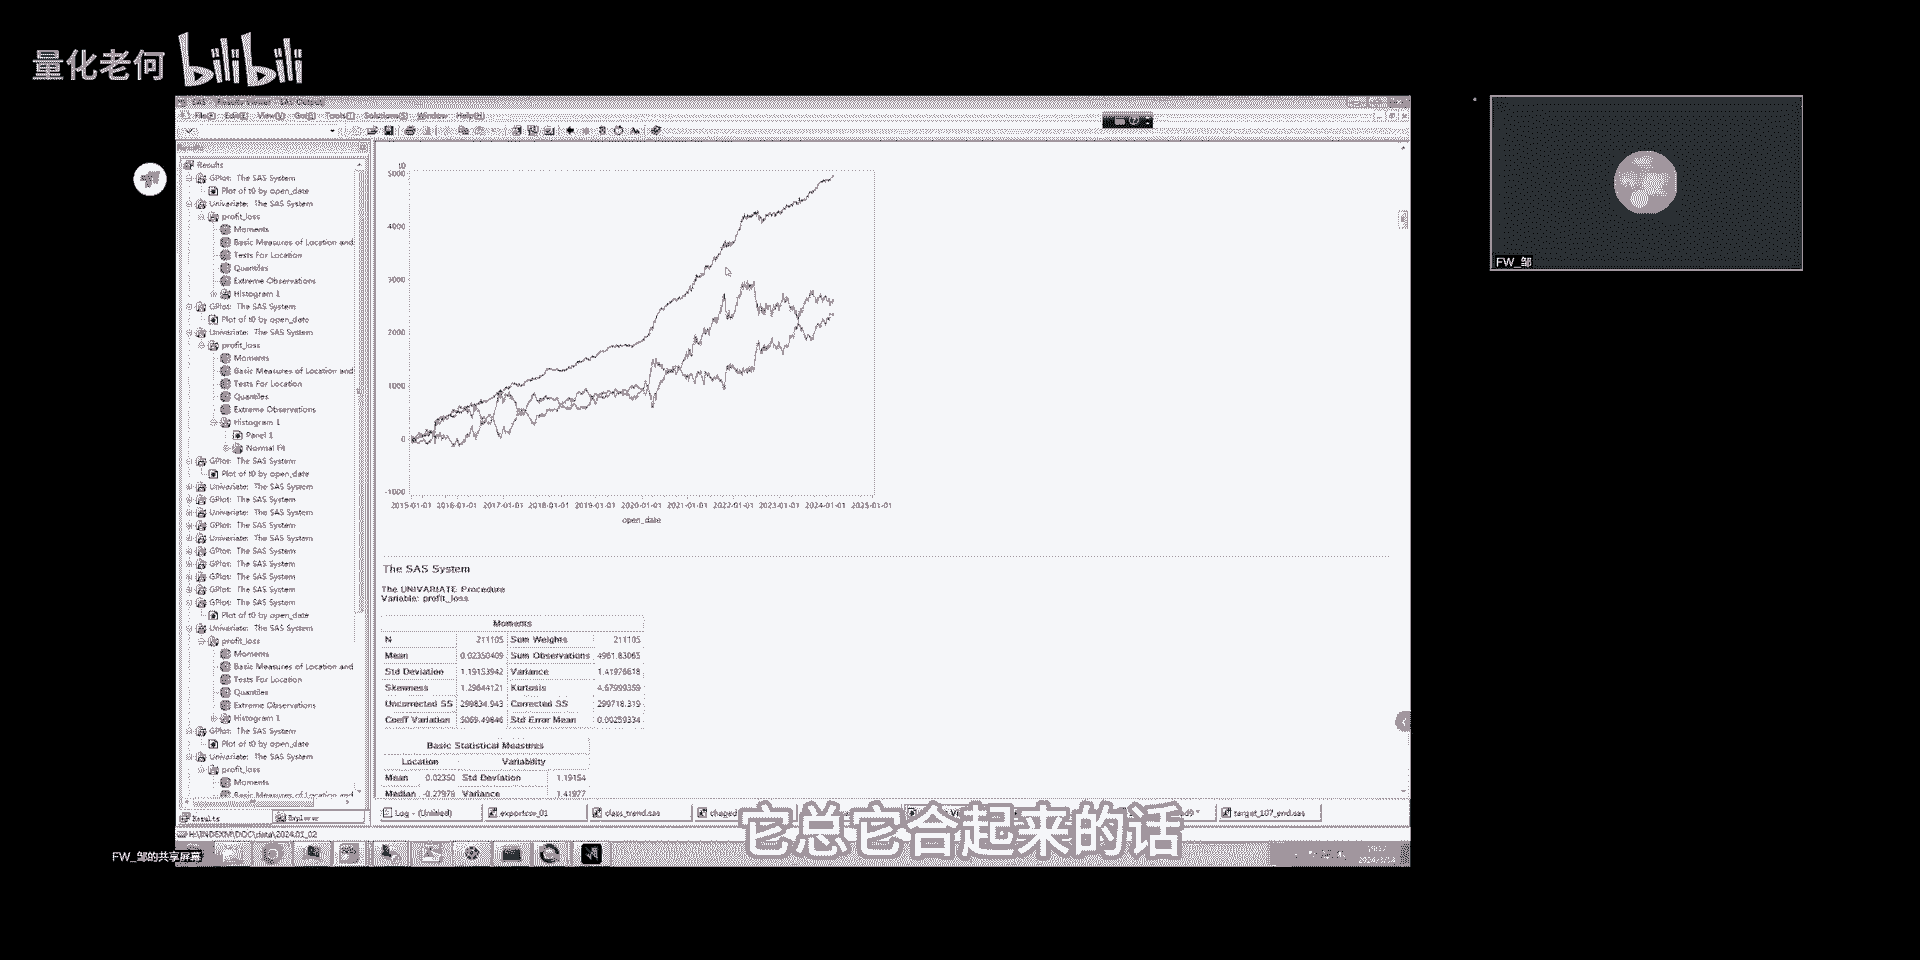 量化老何 bilibili
SAS - [Results Viewer - SAS Output]
File(F) Edit(E) View(V) Go(G) Tools(T) Solutions(S) Window Help(H)
Results
Results
GPlot: The SAS System
Plot of t0 by open_date
Univariate: The SAS System
profit_loss
Moments
Basic Measures of Location and
Tests For Location
Quantiles
Extreme Observations
Histogram 1
GPlot: The SAS System
Plot of t0 by open_date
Univariate: The SAS System
profit_loss
Moments
Basic Measures of Location and
Tests For Location
Quantiles
Extreme Observations
Histogram 1
Panel 1
Normal Fit
GPlot: The SAS System
Plot of t0 by open_date
Univariate: The SAS System
GPlot: The SAS System
Univariate: The SAS System
GPlot: The SAS System
Univariate: The SAS System
GPlot: The SAS System
GPlot: The SAS System
GPlot: The SAS System
GPlot: The SAS System
GPlot: The SAS System
Plot of t0 by open_date
Univariate: The SAS System
profit_loss
Moments
Basic Measures of Location and
Tests For Location
Quantiles
Extreme Observations
Histogram 1
GPlot: The SAS System
Plot of t0 by open_date
Univariate: The SAS System
profit_loss
Moments
Basic Measures of Location and
Results Explorer
t0
5000
4000
3000
2000
1000
0
-1000
2015-01-01 2016-01-01 2017-01-01 2018-01-01 2019-01-01 2020-01-01 2021-01-01 2022-01-01 2023-01-01 2024-01-01 2025-01-01
open_date
The SAS System
The UNIVARIATE Procedure
Variable: profit_loss
Moments
N 211105 Sum Weights 211105
Mean 0.02350409 Sum Observations 4961.83065
Std Deviation 1.19153942 Variance 1.41976618
Skewness 1.29644121 Kurtosis 4.67999359
Uncorrected SS 299834.943 Corrected SS 299718.319
Coeff Variation 5069.49846 Std Error Mean 0.00259334
Basic Statistical Measures
Location Variability
Mean 0.02350 Std Deviation 1.19154
Median -0.27976 Variance 1.41977
Log - (Untitled) exportcsv_01 class_trend.sas target_107_end.sas
它总它合起来的话
H:\INDEXM\DOC\data\2024.01_02
FW_邹的共享屏幕
FW_邹